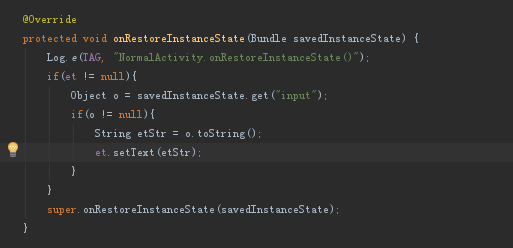 @Override
protected void onRestoreInstanceState(Bundle savedInstanceState) {
    Log.e(TAG, "NormalActivity.onRestoreInstanceState()");
    if(et != null){
        Object o = savedInstanceState.get("input");
        if(o != null){
            String etStr = o.toString();
            et.setText(etStr);
        }
    }
    super.onRestoreInstanceState(savedInstanceState);
}